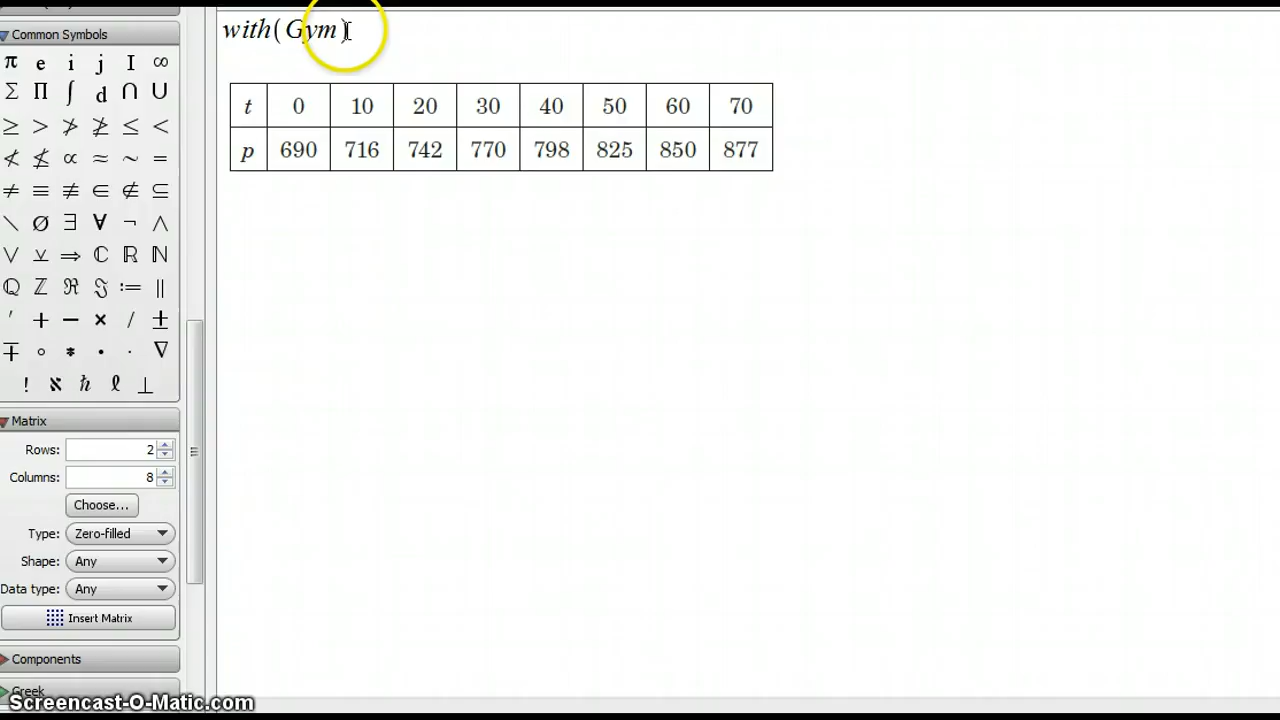 Common Symbols
π e i j I ∞
Σ Π ∫ d ∩ ∪
≥ > ≯ ≱ ≤ <
≮ ≰ ∝ ≈ ∼ =
≠ ≡ ≢ ∈ ∉ ⊆
\ Ø ∃ ∀ ¬ ∧
∨ ⊻ ⇒ ℂ ℝ ℕ
ℚ ℤ ℜ ℑ := ||
′ + − × / ±
∓ ∘ * • · ∇
! ℵ ℏ ℓ ⊥
Matrix
Rows: 2
Columns: 8
Choose...
Type: Zero-filled
Shape: Any
Data type: Any
Insert Matrix
Components
Greek
with(Gym)
t 0 10 20 30 40 50 60 70
p 690 716 742 770 798 825 850 877
Screencast-O-Matic.com